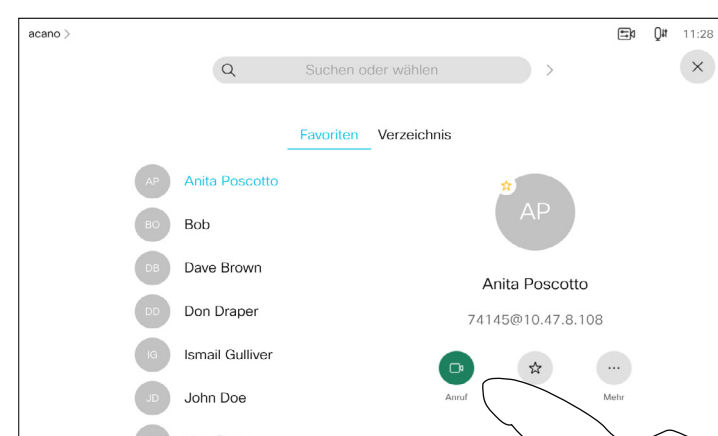 acano >
11:28
Suchen oder wählen
Favoriten Verzeichnis
AP Anita Poscotto
BO Bob
DB Dave Brown
DD Don Draper
IG Ismail Gulliver
JD John Doe
AP
Anita Poscotto
74145@10.47.8.108
Anruf
Mehr